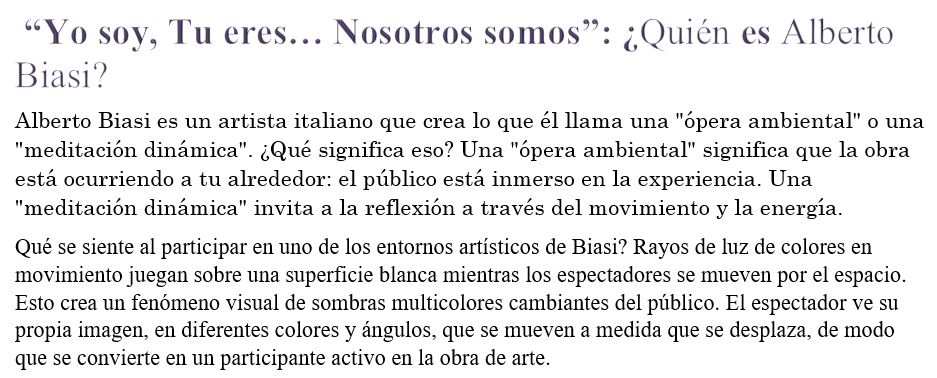 “Yo soy, Tu eres… Nosotros somos”: ¿Quién es Alberto
Biasi?
Alberto Biasi es un artista italiano que crea lo que él llama una "ópera ambiental" o una
"meditación dinámica". ¿Qué significa eso? Una "ópera ambiental" significa que la obra
está ocurriendo a tu alrededor: el público está inmerso en la experiencia. Una
"meditación dinámica" invita a la reflexión a través del movimiento y la energía.
Qué se siente al participar en uno de los entornos artísticos de Biasi? Rayos de luz de colores en
movimiento juegan sobre una superficie blanca mientras los espectadores se mueven por el espacio.
Esto crea un fenómeno visual de sombras multicolores cambiantes del público. El espectador ve su
propia imagen, en diferentes colores y ángulos, que se mueven a medida que se desplaza, de modo
que se convierte en un participante activo en la obra de arte.